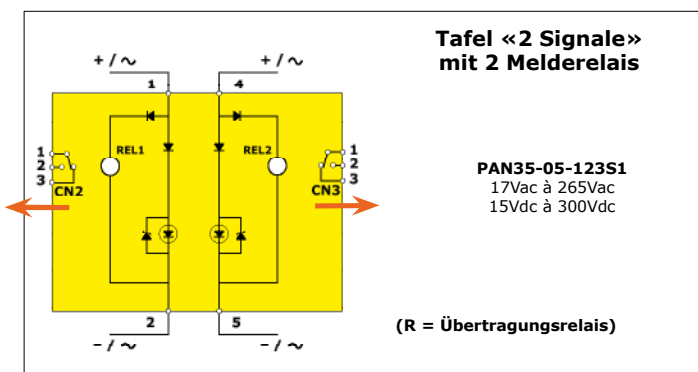 Tafel «2 Signale»
mit 2 Melderelais
+ / ~
+ / ~
1
4
REL1
REL2
1
2
3
CN2
1
2
3
CN3
2
5
- / ~
- / ~
PAN35-05-123S1
17Vac à 265Vac
15Vdc à 300Vdc
(R = Übertragungsrelais)